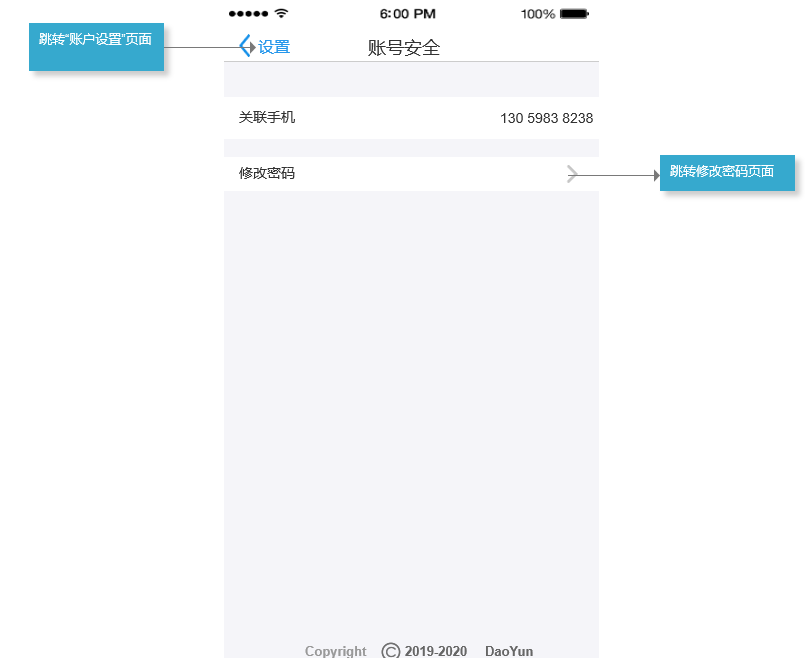 6:00 PM 100%
跳转“账户设置”页面
设置 账号安全
关联手机 130 5983 8238
修改密码
跳转修改密码页面
Copyright © 2019-2020 DaoYun